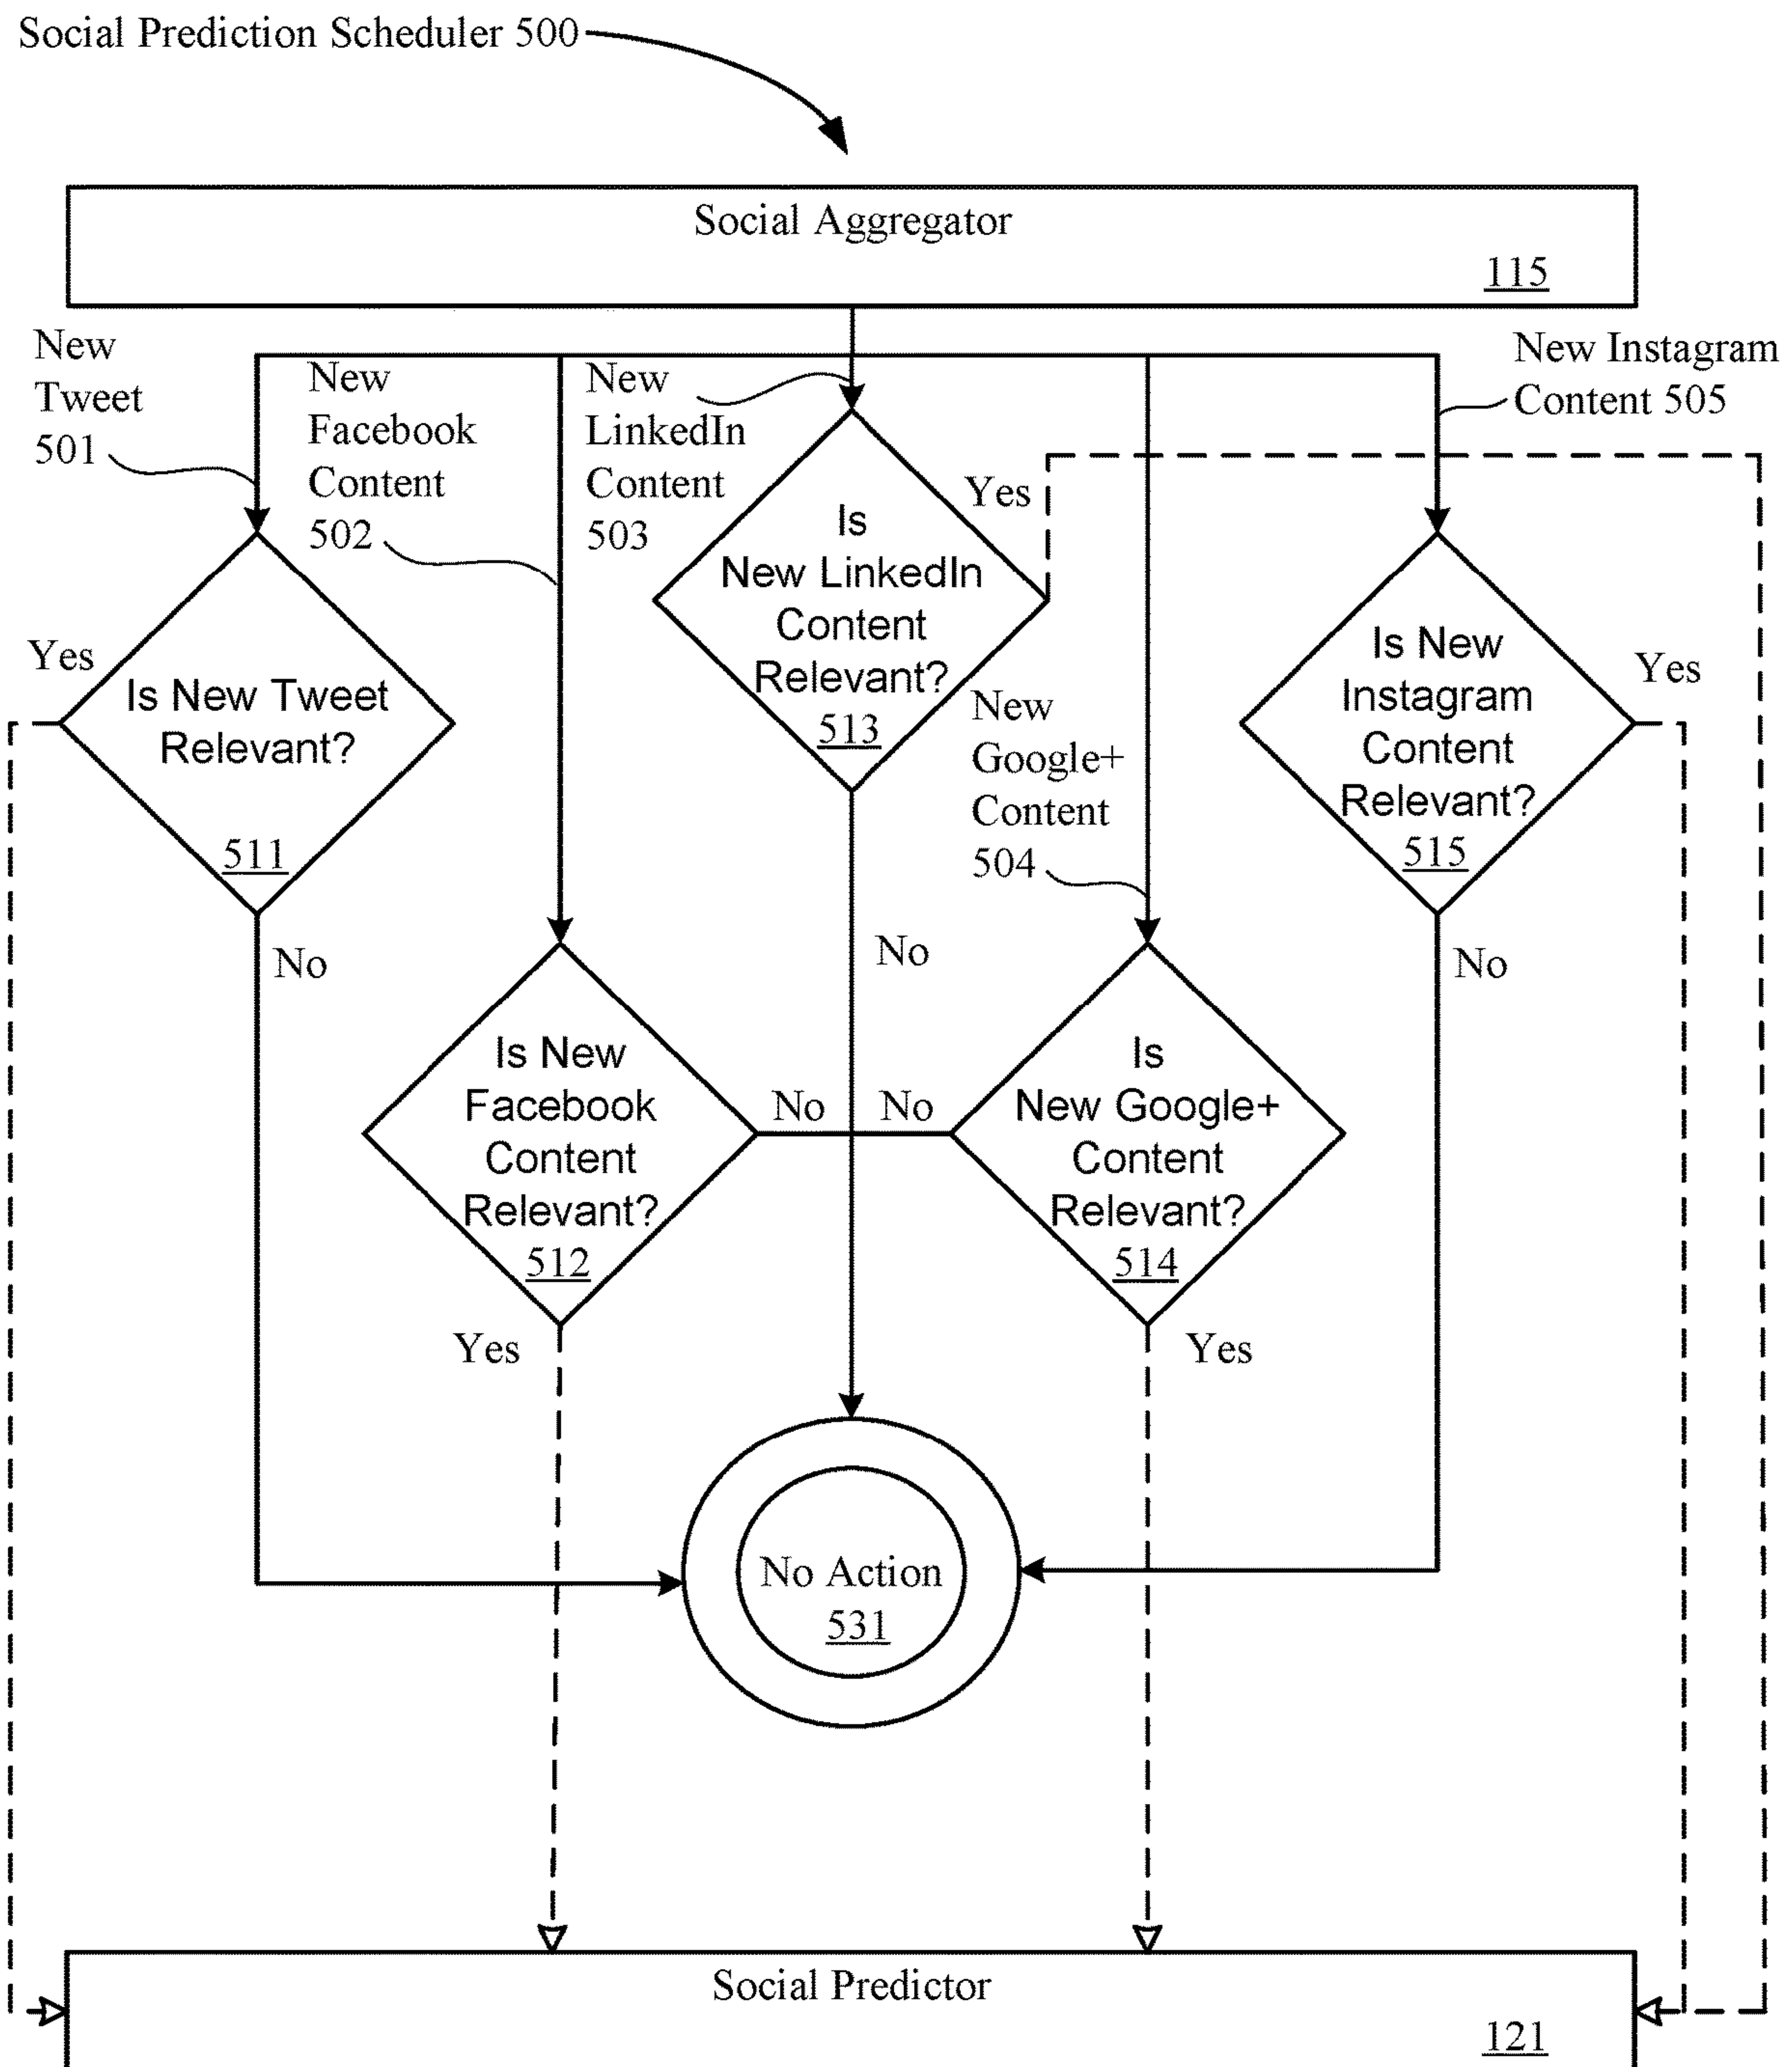 Social Prediction Scheduler 500
Social Aggregator
115
New
Tweet
501
New
Facebook
Content
502
New
LinkedIn
Content
503
New Instagram
Content 505
Yes
Is
New LinkedIn
Content
Relevant?
513
Yes
Is New Tweet
Relevant?
511
New
Google+
Content
504
Is New
Instagram
Content
Relevant?
515
Yes
No
No
No
Is New
Facebook
Content
Relevant?
512
No
No
Is
New Google+
Content
Relevant?
514
Yes
Yes
No Action
531
Social Predictor
121